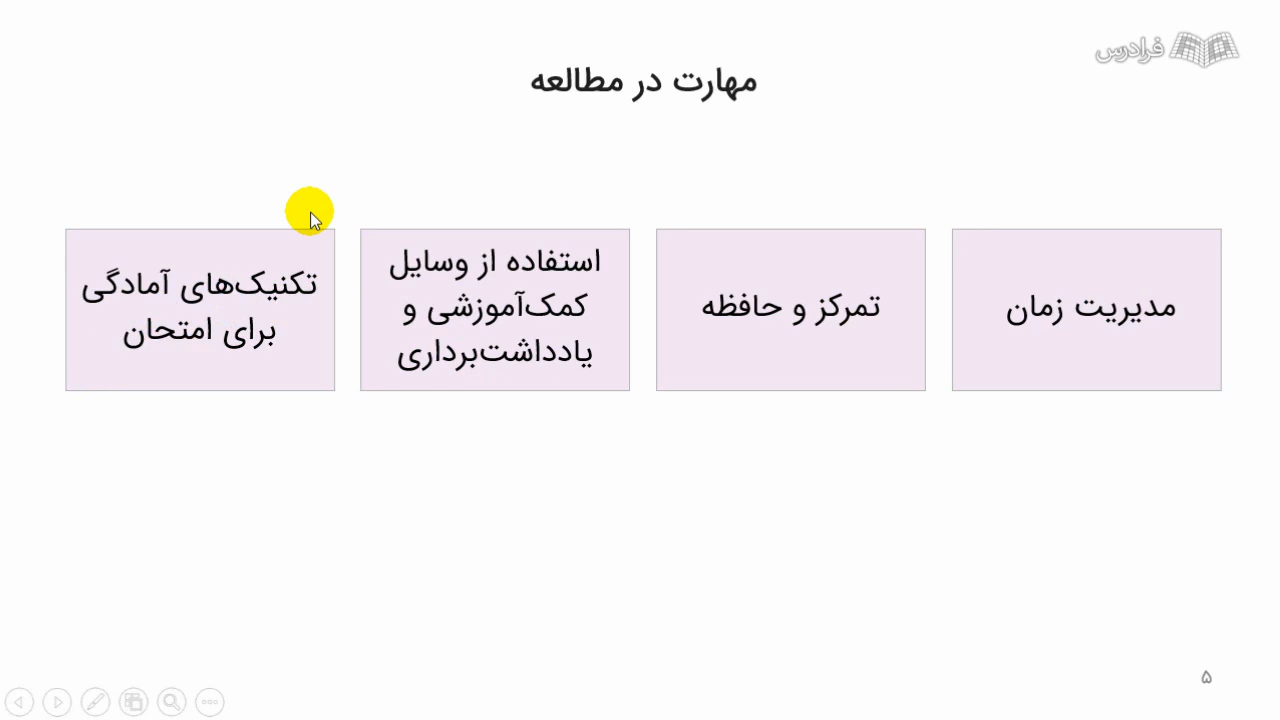 فرادرس
مهارت در مطالعه
مدیریت زمان
تمرکز و حافظه
استفاده از وسایل
کمک‌آموزشی و
یادداشت‌برداری
تکنیک‌های آمادگی
برای امتحان
۵